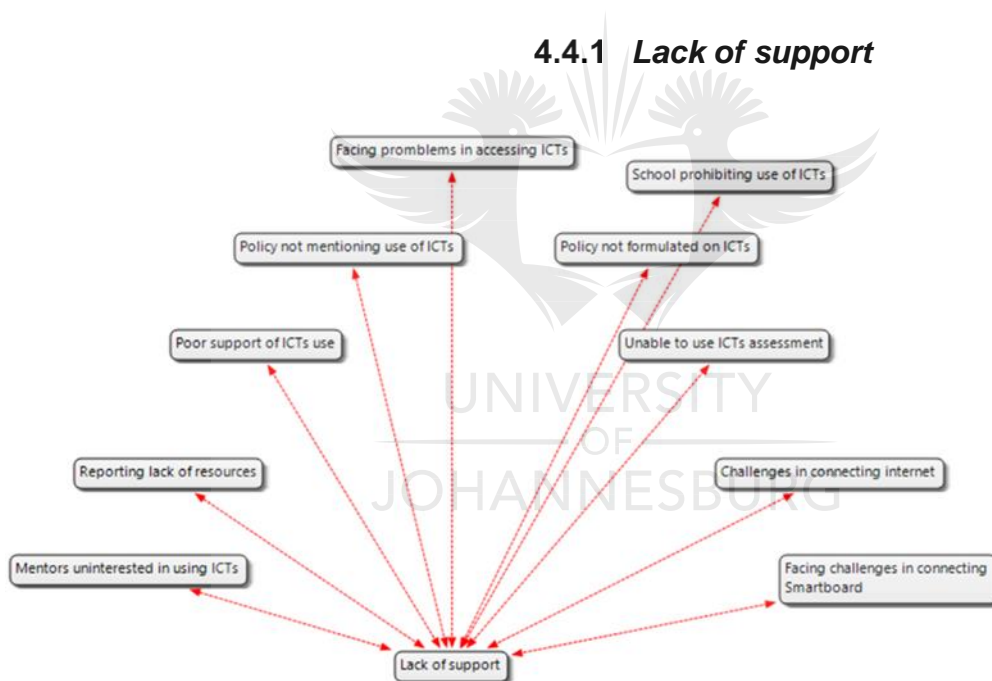 4.4.1 Lack of support
Facing promblems in accessing ICTs
School prohibiting use of ICTs
Policy not mentioning use of ICTs
Policy not formulated on ICTs
Poor support of ICTs use
Unable to use ICTs assessment
UNIVERSITY
OF
JOHANNESBURG
Reporting lack of resources
Challenges in connecting internet
Mentors uninterested in using ICTs
Facing challenges in connecting
Smartboard
Lack of support